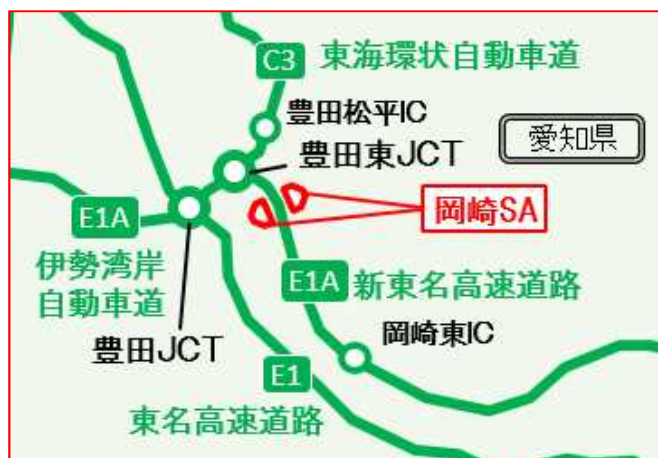 C3
東海環状自動車道
豊田松平IC
豊田東JCT
愛知県
E1A
岡崎SA
伊勢湾岸
自動車道
E1A
新東名高速道路
豊田JCT
岡崎東IC
E1
東名高速道路